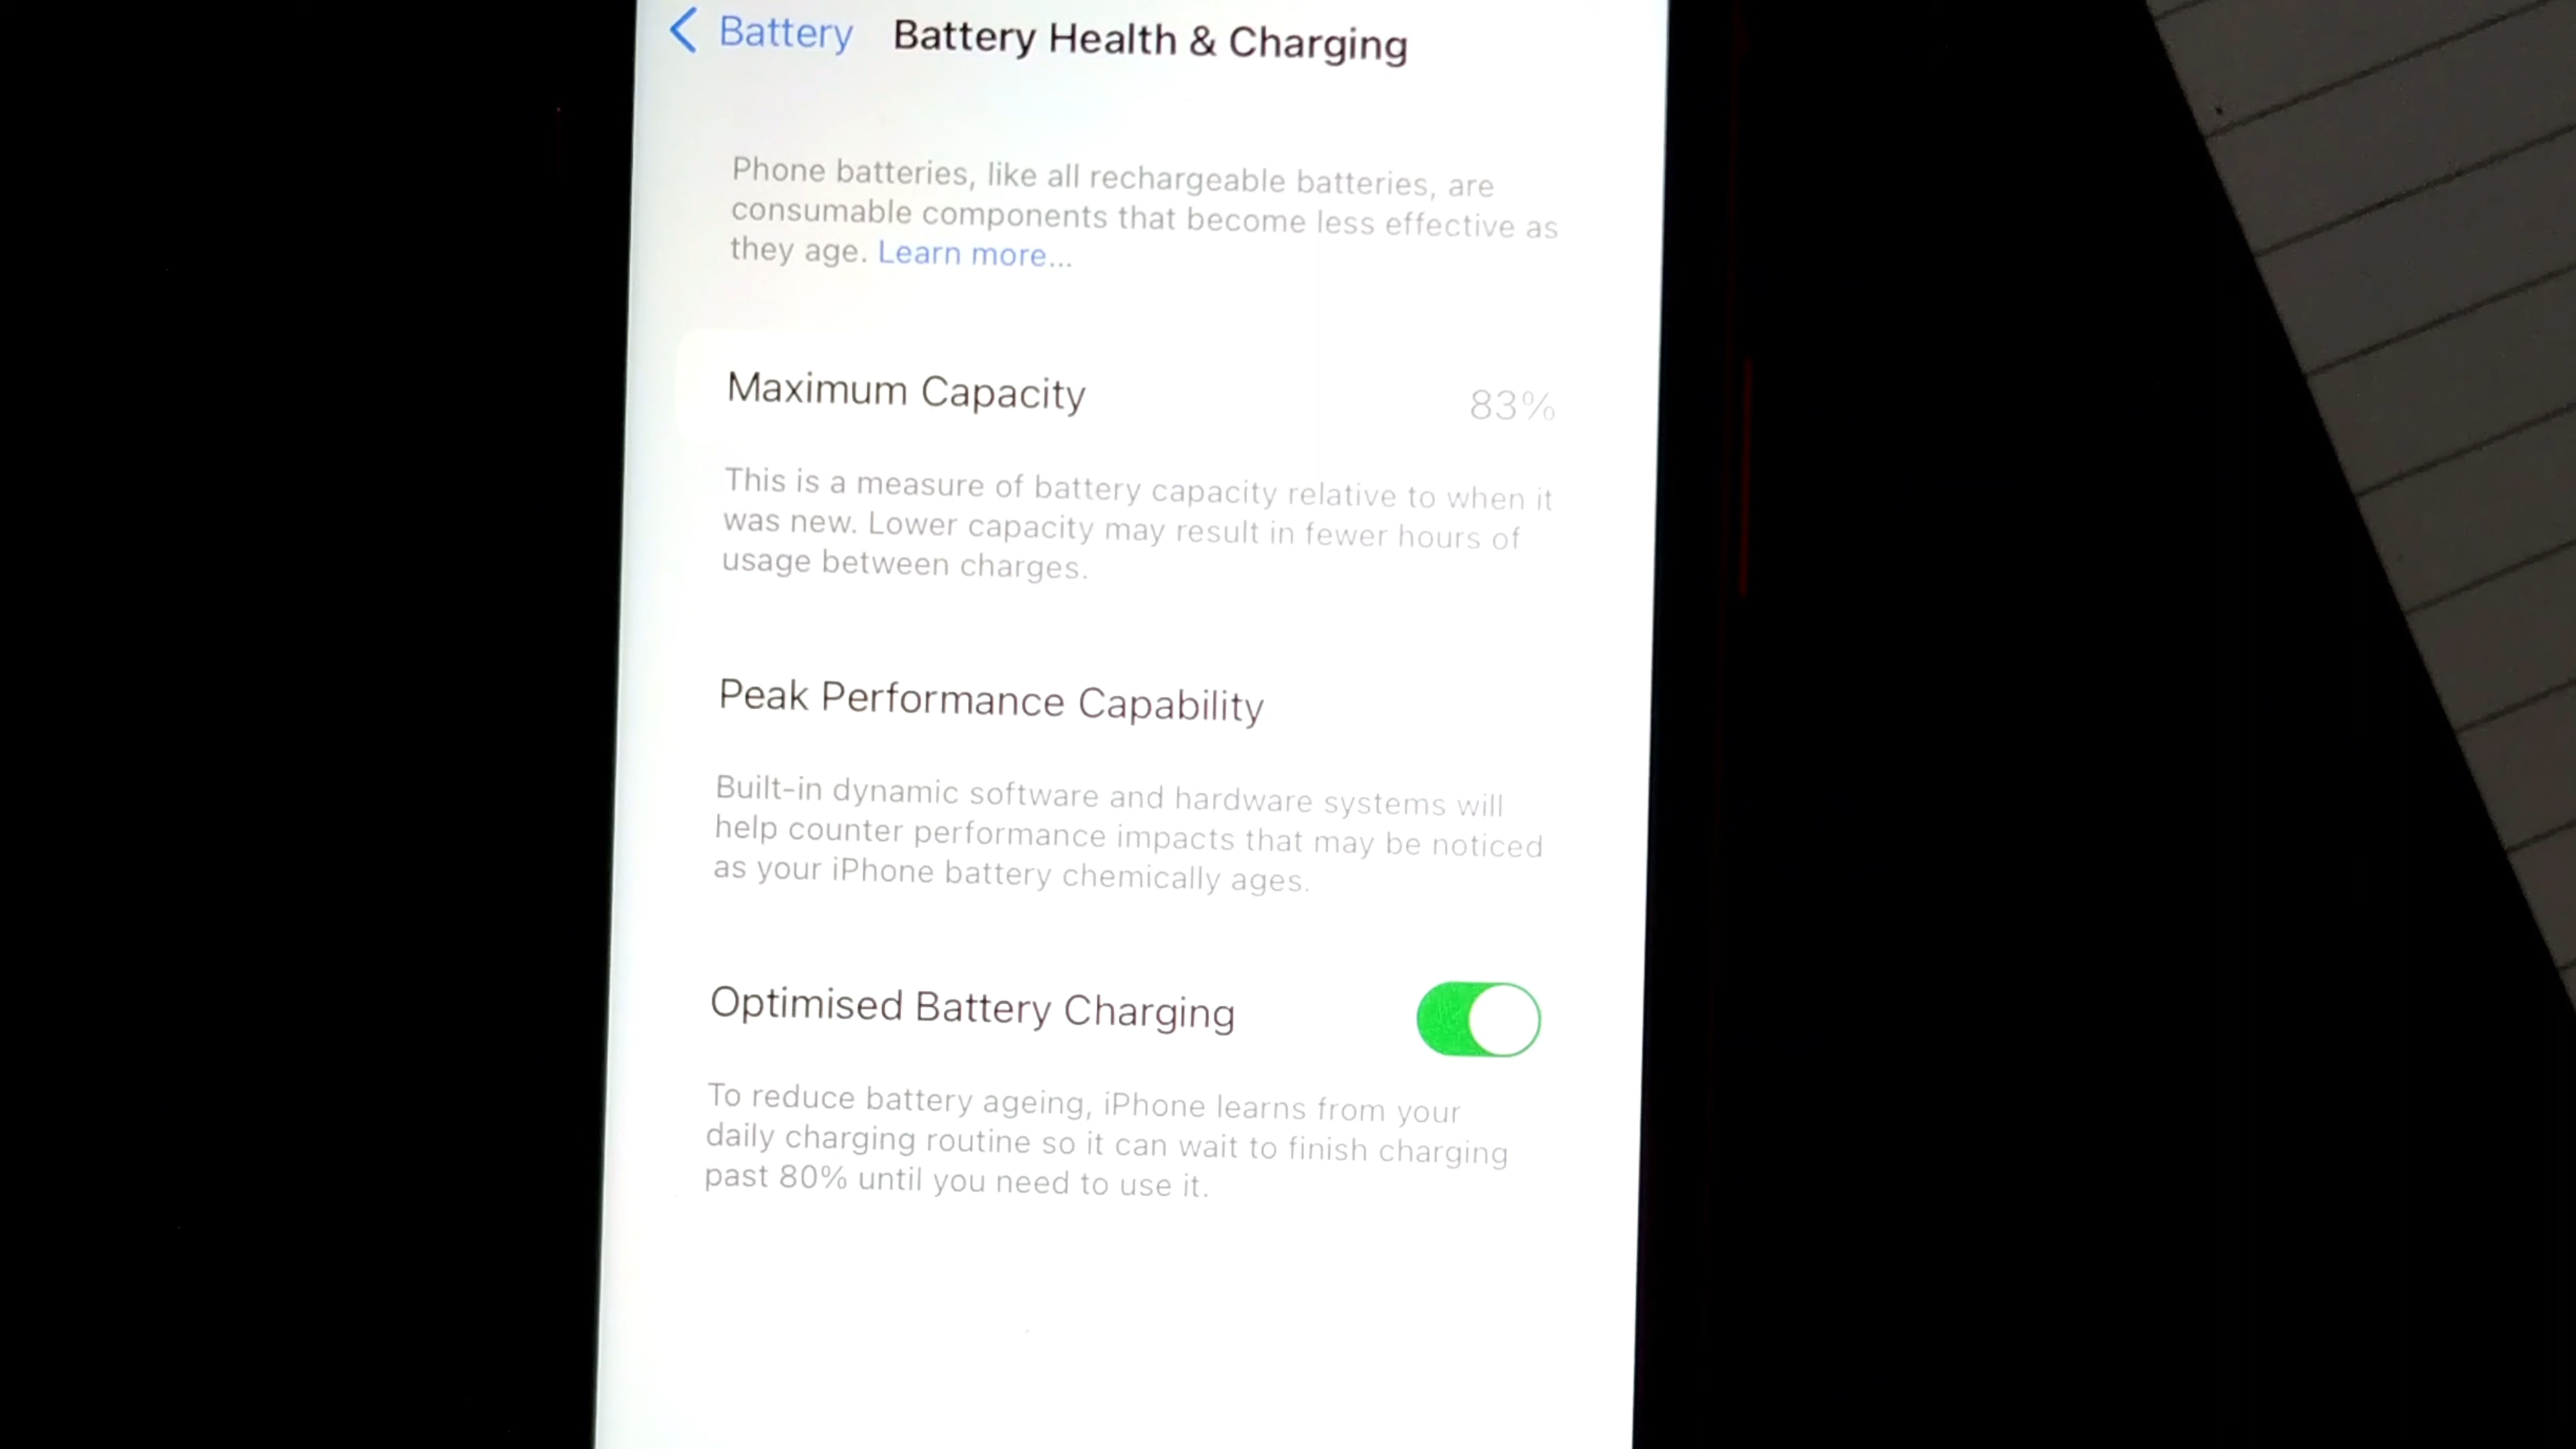 Battery Battery Health & Charging
Phone batteries, like all rechargeable batteries, are
consumable components that become less effective as
they age. Learn more...
Maximum Capacity 83%
This is a measure of battery capacity relative to when it
was new. Lower capacity may result in fewer hours of
usage between charges.
Peak Performance Capability
Built-in dynamic software and hardware systems will
help counter performance impacts that may be noticed
as your iPhone battery chemically ages.
Optimised Battery Charging
To reduce battery ageing, iPhone learns from your
daily charging routine so it can wait to finish charging
past 80% until you need to use it.